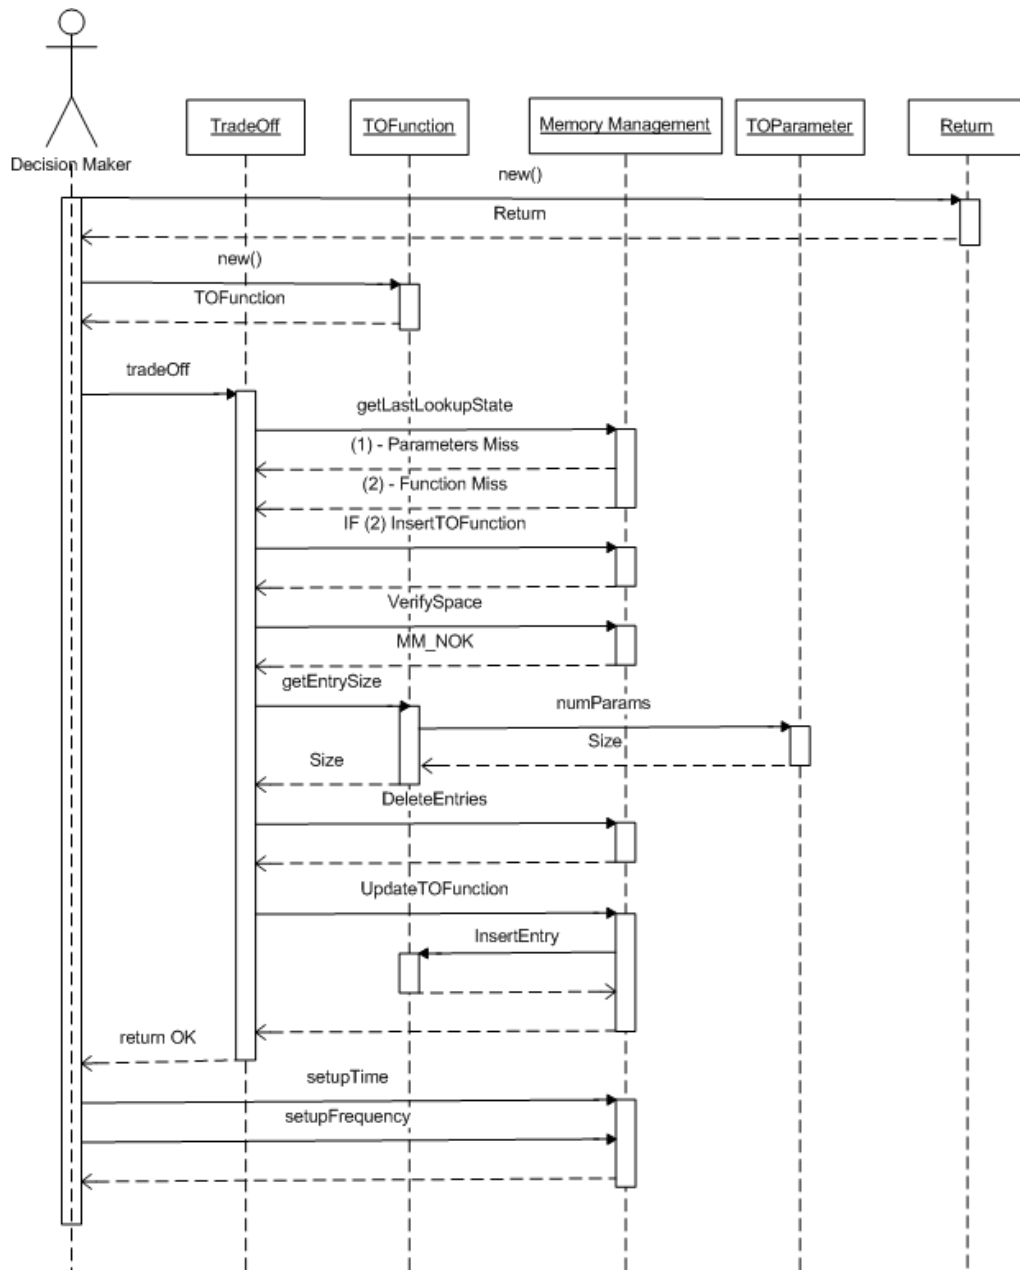 Decision Maker
TradeOff
TOFunction
Memory Management
TOParameter
Return
new()
Return
new()
TOFunction
tradeOff
getLastLookupState
(1) - Parameters Miss
(2) - Function Miss
IF (2) InsertTOFunction
VerifySpace
MM_NOK
getEntrySize
numParams
Size
Size
DeleteEntries
UpdateTOFunction
InsertEntry
return OK
setupTime
setupFrequency